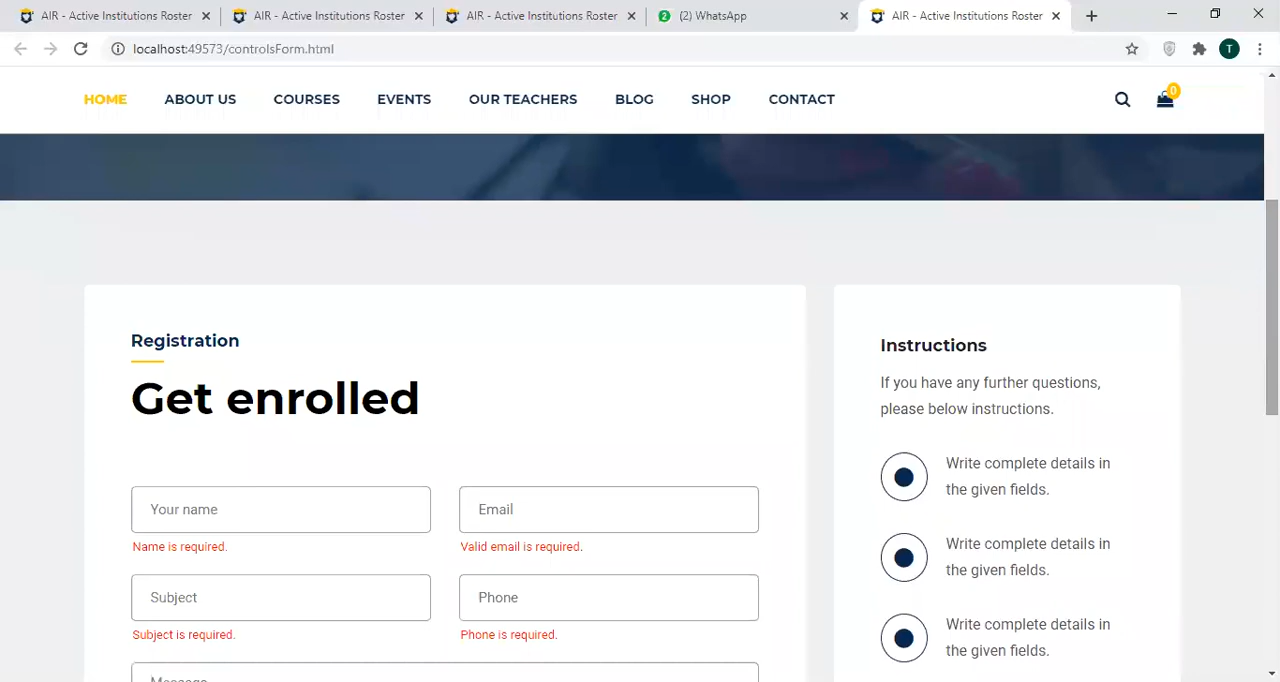 AIR - Active Institutions Roster
AIR - Active Institutions Roster
AIR - Active Institutions Roster
2 (2) WhatsApp
AIR - Active Institutions Roster
localhost:49573/controlsForm.html
T
HOME ABOUT US COURSES EVENTS OUR TEACHERS BLOG SHOP CONTACT
0
Registration
Get enrolled
Your name
Email
Name is required.
Valid email is required.
Subject
Phone
Subject is required.
Phone is required.
Message
Instructions
If you have any further questions,
please below instructions.
Write complete details in
the given fields.
Write complete details in
the given fields.
Write complete details in
the given fields.